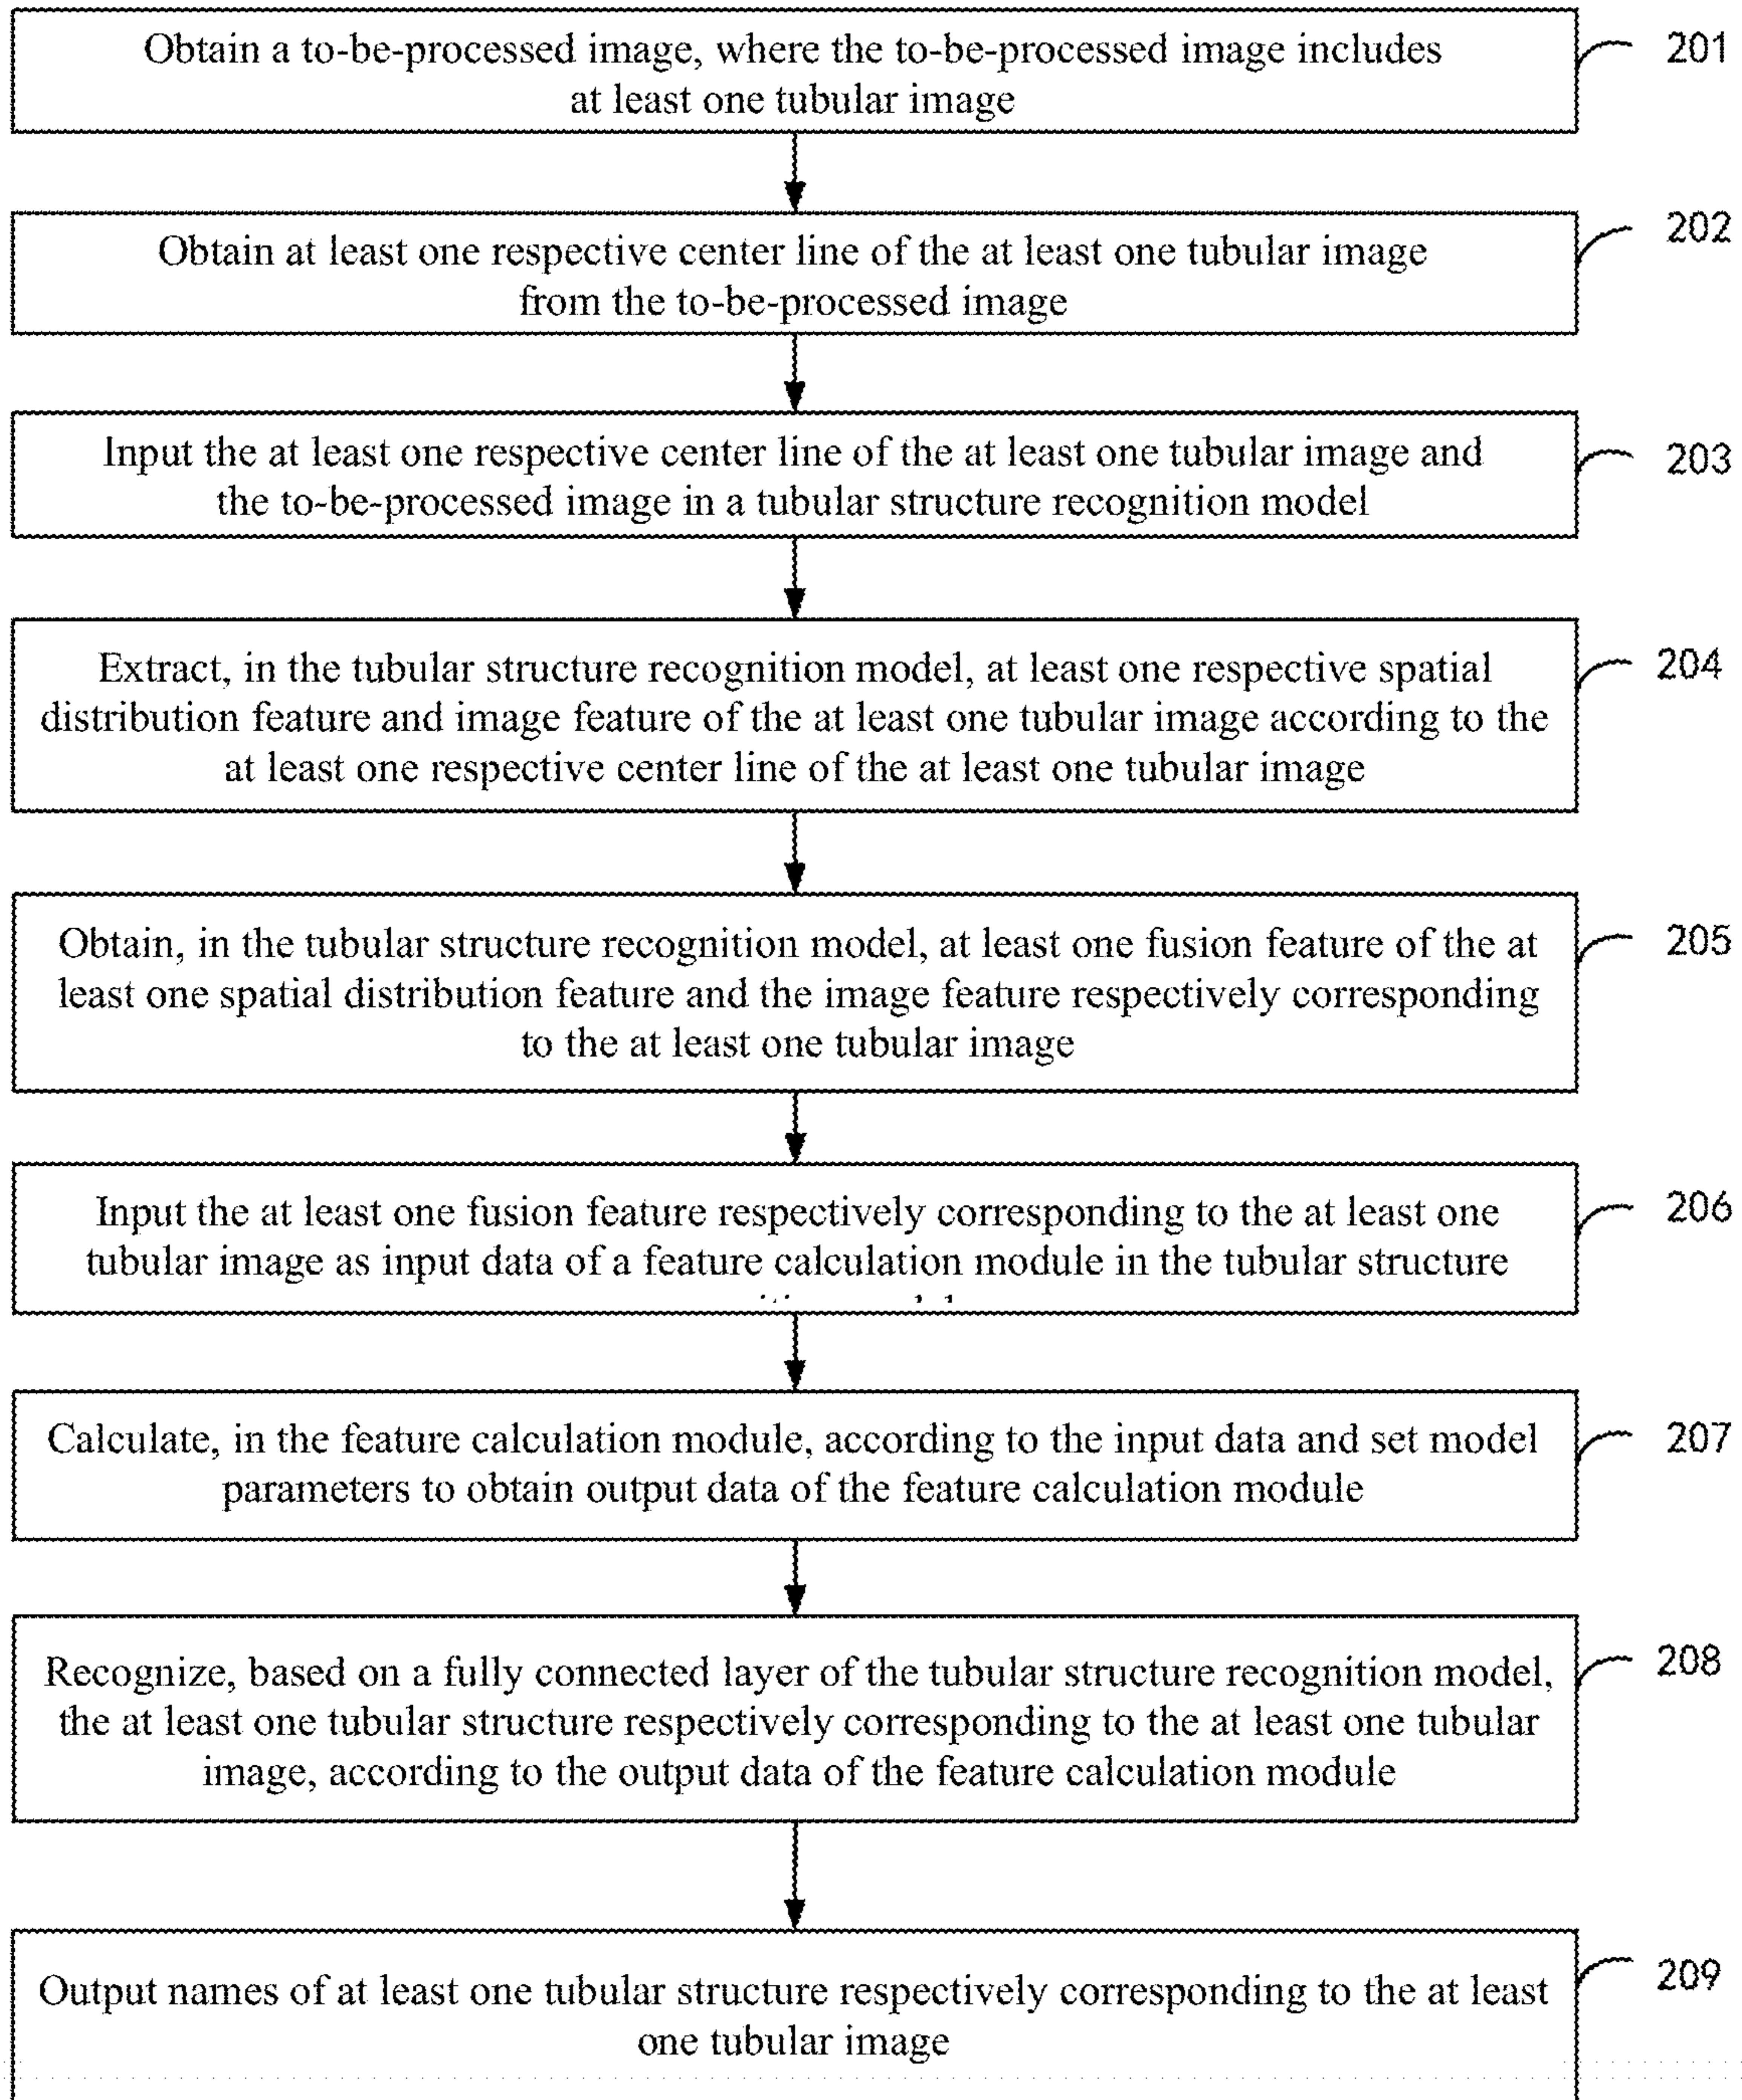 Obtain a to-be-processed image, where the to-be-processed image includes
at least one tubular image
201
Obtain at least one respective center line of the at least one tubular image
from the to-be-processed image
202
Input the at least one respective center line of the at least one tubular image and
the to-be-processed image in a tubular structure recognition model
203
Extract, in the tubular structure recognition model, at least one respective spatial
distribution feature and image feature of the at least one tubular image according to the
at least one respective center line of the at least one tubular image
204
Obtain, in the tubular structure recognition model, at least one fusion feature of the at
least one spatial distribution feature and the image feature respectively corresponding
to the at least one tubular image
205
Input the at least one fusion feature respectively corresponding to the at least one
tubular image as input data of a feature calculation module in the tubular structure
206
Calculate, in the feature calculation module, according to the input data and set model
parameters to obtain output data of the feature calculation module
207
Recognize, based on a fully connected layer of the tubular structure recognition model,
the at least one tubular structure respectively corresponding to the at least one tubular
image, according to the output data of the feature calculation module
208
Output names of at least one tubular structure respectively corresponding to the at least
one tubular image
209